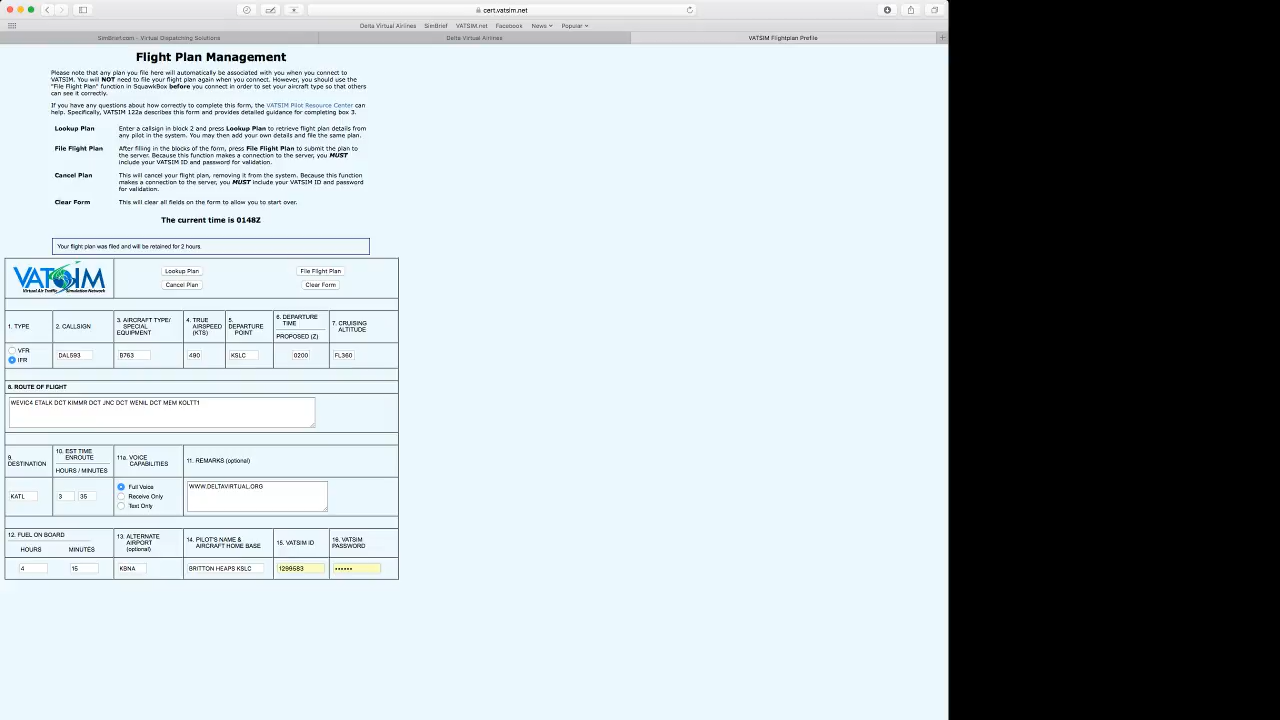 cert.vatsim.net
Delta Virtual Airlines SimBrief VATSIM.net Facebook News Popular
SimBrief.com - Virtual Dispatching Solutions Delta Virtual Airlines VATSIM Flightplan Profile
Flight Plan Management
Please note that any plan you file here will automatically be associated with you when you connect to
VATSIM. You will NOT need to file your flight plan again when you connect. However, you should use the
"File Flight Plan" function in SquawkBox before you connect in order to set your aircraft type so that others
can see it correctly.
If you have any questions about how correctly to complete this form, the VATSIM Pilot Resource Center can
help. Specifically, VATSIM 122a describes this form and provides detailed guidance for completing box 3.
Lookup Plan Enter a callsign in block 2 and press Lookup Plan to retrieve flight plan details from
any pilot in the system. You may then add your own details and file the same plan.
File Flight Plan After filling in the blocks of the form, press File Flight Plan to submit the plan to
the server. Because this function makes a connection to the server, you MUST
include your VATSIM ID and password for validation.
Cancel Plan This will cancel your flight plan, removing it from the system. Because this function
makes a connection to the server, you MUST include your VATSIM ID and password
for validation.
Clear Form This will clear all fields on the form to allow you to start over.
The current time is 0148Z
Your flight plan was filed and will be retained for 2 hours.
VATSIM
Virtual Air Traffic Simulation Network
Lookup Plan File Flight Plan
Cancel Plan Clear Form
1. TYPE 2. CALLSIGN 3. AIRCRAFT TYPE/ SPECIAL EQUIPMENT 4. TRUE AIRSPEED (KTS) 5. DEPARTURE POINT 6. DEPARTURE TIME PROPOSED (Z) 7. CRUISING ALTITUDE
VFR
IFR DAL593 B763 490 KSLC 0200 FL360
8. ROUTE OF FLIGHT
WEVIC4 ETALK DCT KIMMR DCT JNC DCT WENIL DCT MEM KOLTT1
9. DESTINATION 10. EST TIME ENROUTE HOURS / MINUTES 11a. VOICE CAPABILITIES 11. REMARKS (optional)
KATL 3 35 Full Voice WWW.DELTAVIRTUAL.ORG
Receive Only
Text Only
12. FUEL ON BOARD HOURS MINUTES 13. ALTERNATE AIRPORT (optional) 14. PILOT'S NAME & AIRCRAFT HOME BASE 15. VATSIM ID 16. VATSIM PASSWORD
4 15 KBNA BRITTON HEAPS KSLC 1299583 ••••••